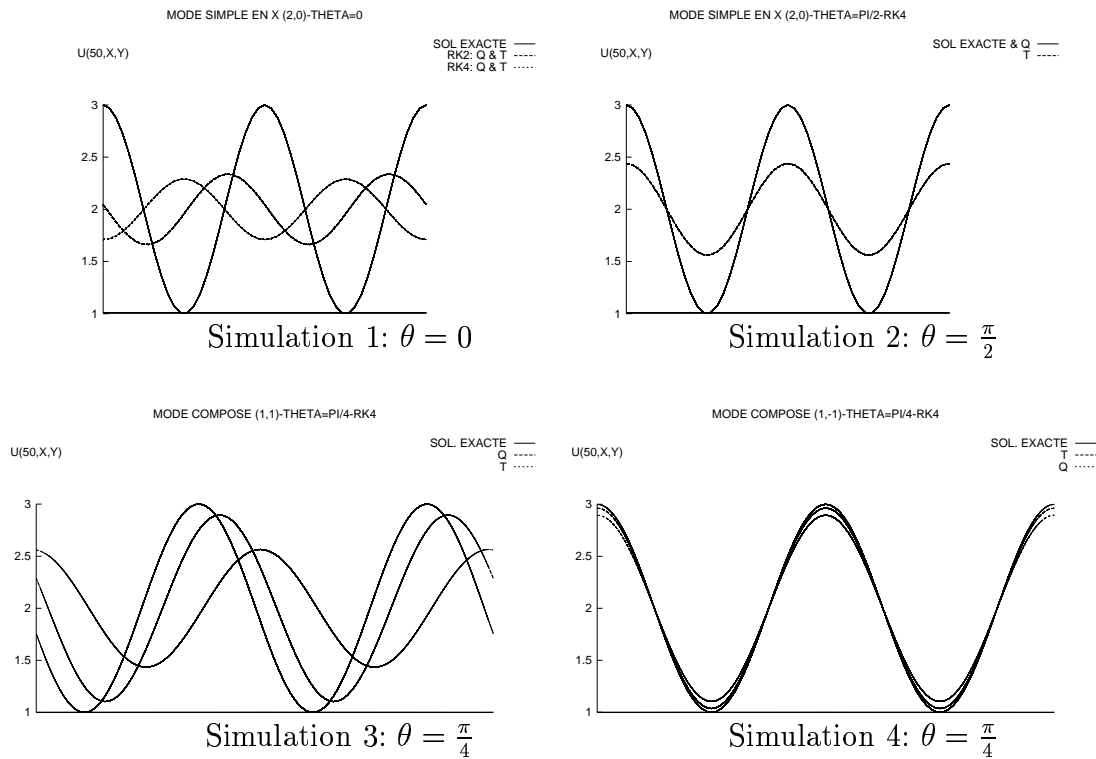 MODE SIMPLE EN X (2,0)-THETA=0
U(50,X,Y)
SOL EXACTE
RK2: Q & T
RK4: Q & T
3
2.5
2
1.5
1
Simulation 1: θ = 0
MODE SIMPLE EN X (2,0)-THETA=PI/2-RK4
U(50,X,Y)
SOL EXACTE & Q
T
3
2.5
2
1.5
1
Simulation 2: θ = π/2
MODE COMPOSE (1,1)-THETA=PI/4-RK4
U(50,X,Y)
SOL. EXACTE
Q
T
3
2.5
2
1.5
1
Simulation 3: θ = π/4
MODE COMPOSE (1,-1)-THETA=PI/4-RK4
U(50,X,Y)
SOL. EXACTE
T
Q
3
2.5
2
1.5
1
Simulation 4: θ = π/4